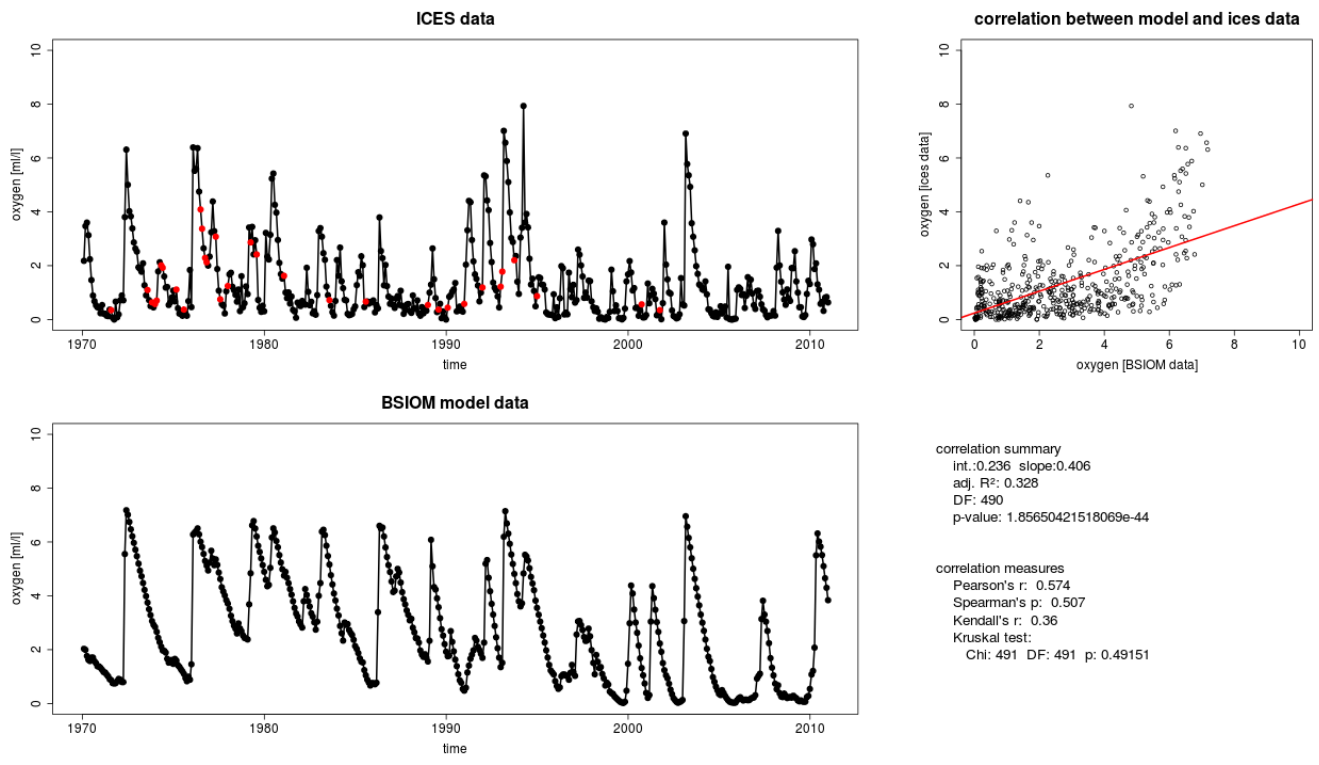 ICES data
10
8
6
4
2
0
oxygen [ml/l]
1970 1980 1990 2000 2010
time
correlation between model and ices data
10
8
6
4
2
0
oxygen [ices data]
0 2 4 6 8 10
oxygen [BSIOM data]
BSIOM model data
10
8
6
4
2
0
oxygen [ml/l]
1970 1980 1990 2000 2010
time
correlation summary
int.:0.236 slope:0.406
adj. R²: 0.328
DF: 490
p-value: 1.85650421518069e-44
correlation measures
Pearson's r: 0.574
Spearman's p: 0.507
Kendall's r: 0.36
Kruskal test:
Chi: 491 DF: 491 p: 0.49151